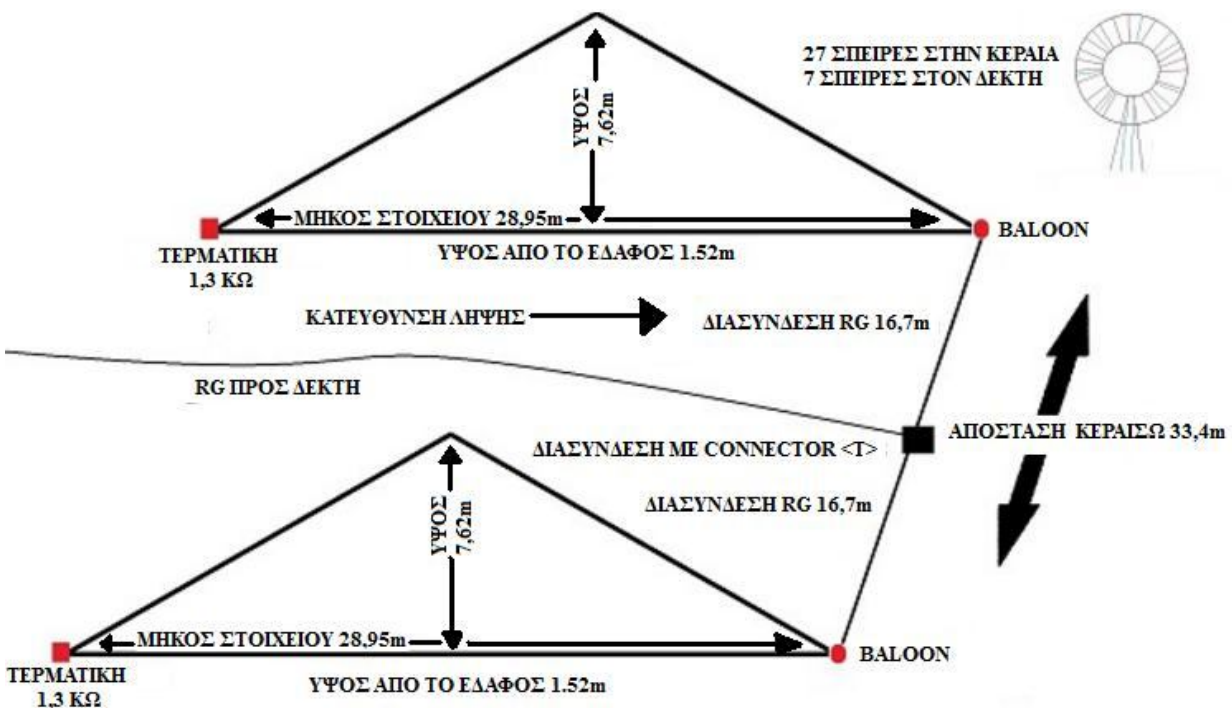 27 ΣΠΕΙΡΕΣ ΣΤΗΝ ΚΕΡΑΙΑ
7 ΣΠΕΙΡΕΣ ΣΤΟΝ ΔΕΚΤΗ
ΥΨΟΣ
7,62m
ΜΗΚΟΣ ΣΤΟΙΧΕΙΟΥ 28,95m
BALOON
ΤΕΡΜΑΤΙΚΗ
1,3 ΚΩ
ΥΨΟΣ ΑΠΟ ΤΟ ΕΔΑΦΟΣ 1.52m
ΚΑΤΕΥΘΥΝΣΗ ΛΗΨΗΣ
ΔΙΑΣΥΝΔΕΣΗ RG 16,7m
RG ΠΡΟΣ ΔΕΚΤΗ
ΑΠΟΣΤΑΣΗ ΚΕΡΑΙΣΩ 33,4m
ΔΙΑΣΥΝΔΕΣΗ ΜΕ CONNECTOR <T>
ΔΙΑΣΥΝΔΕΣΗ RG 16,7m
ΥΨΟΣ
7,62m
ΜΗΚΟΣ ΣΤΟΙΧΕΙΟΥ 28,95m
BALOON
ΤΕΡΜΑΤΙΚΗ
1,3 ΚΩ
ΥΨΟΣ ΑΠΟ ΤΟ ΕΔΑΦΟΣ 1.52m